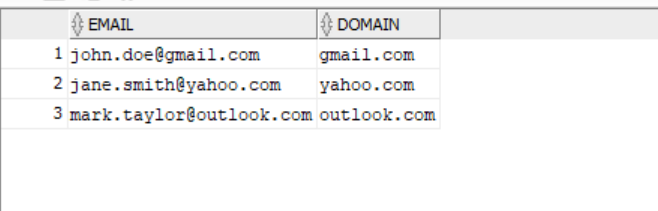 EMAIL DOMAIN
1 john.doe@gmail.com gmail.com
2 jane.smith@yahoo.com yahoo.com
3 mark.taylor@outlook.com outlook.com